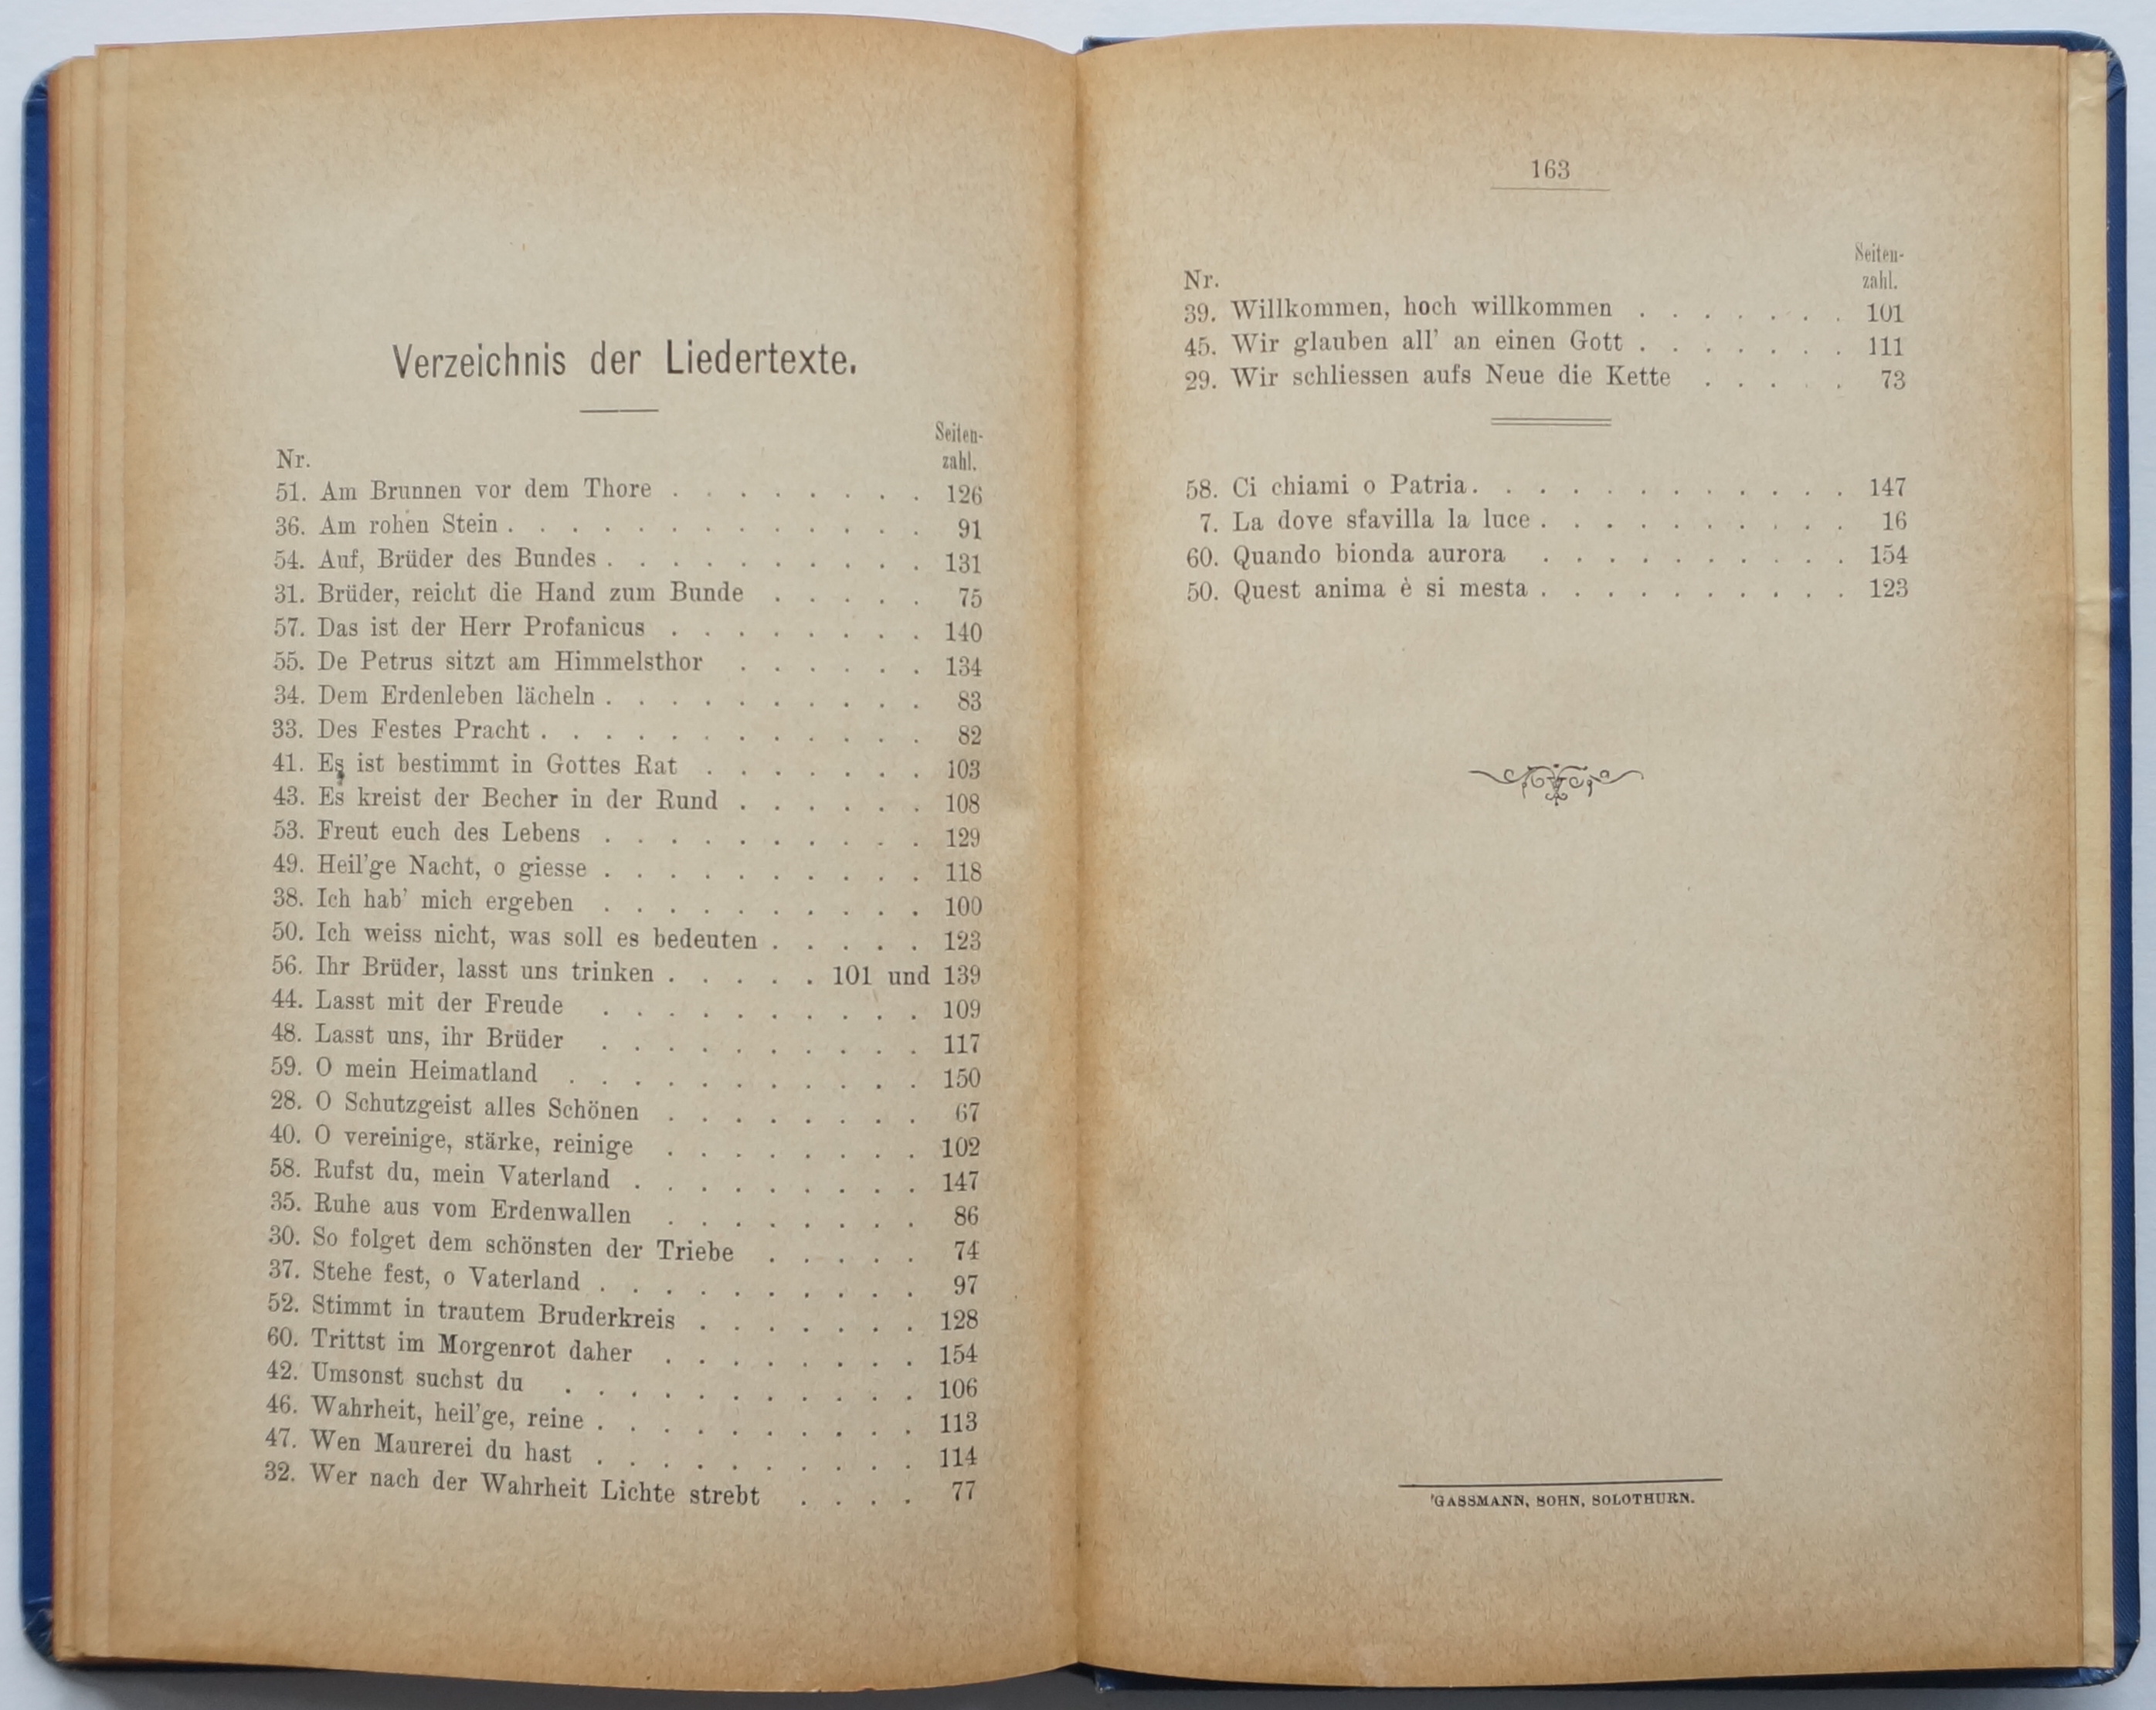 Verzeichnis der Liedertexte.
Seiten-
Nr. zahl.
51. Am Brunnen vor dem Thore . . . . . . . . 126
36. Am rohen Stein . . . . . . . . . . . . . 91
54. Auf, Brüder des Bundes . . . . . . . . . . 131
31. Brüder, reicht die Hand zum Bunde . . . . . 75
57. Das ist der Herr Profanicus . . . . . . . . 140
55. De Petrus sitzt am Himmelsthor . . . . . . 134
34. Dem Erdenleben lächeln . . . . . . . . . . 83
33. Des Festes Pracht . . . . . . . . . . . . 82
41. Es ist bestimmt in Gottes Rat . . . . . . . 103
43. Es kreist der Becher in der Rund . . . . . . 108
53. Freut euch des Lebens . . . . . . . . . . 129
49. Heil'ge Nacht, o giesse . . . . . . . . . . 118
38. Ich hab' mich ergeben . . . . . . . . . . 100
50. Ich weiss nicht, was soll es bedeuten . . . . . 123
56. Ihr Brüder, lasst uns trinken . . . . . 101 und 139
44. Lasst mit der Freude . . . . . . . . . . 109
48. Lasst uns, ihr Brüder . . . . . . . . . . 117
59. O mein Heimatland . . . . . . . . . . . 150
28. O Schutzgeist alles Schönen . . . . . . . . 67
40. O vereinige, stärke, reinige . . . . . . . . 102
58. Rufst du, mein Vaterland . . . . . . . . . 147
35. Ruhe aus vom Erdenwallen . . . . . . . . 86
30. So folget dem schönsten der Triebe . . . . . 74
37. Stehe fest, o Vaterland . . . . . . . . . . 97
52. Stimmt in trautem Bruderkreis . . . . . . . 128
60. Trittst im Morgenrot daher . . . . . . . . 154
42. Umsonst suchst du . . . . . . . . . . . 106
46. Wahrheit, heil'ge, reine . . . . . . . . . . 113
47. Wen Maurerei du hast . . . . . . . . . . 114
32. Wer nach der Wahrheit Lichte strebt . . . . 77
163
Seiten-
Nr. zahl.
39. Willkommen, hoch willkommen . . . . . . . 101
45. Wir glauben all' an einen Gott . . . . . . . 111
29. Wir schliessen aufs Neue die Kette . . . . . 73
58. Ci chiami o Patria. . . . . . . . . . . . 147
7. La dove sfavilla la luce . . . . . . . . . . 16
60. Quando bionda aurora . . . . . . . . . . 154
50. Quest anima è si mesta . . . . . . . . . . 123
'GASSMANN, SOHN, SOLOTHURN.